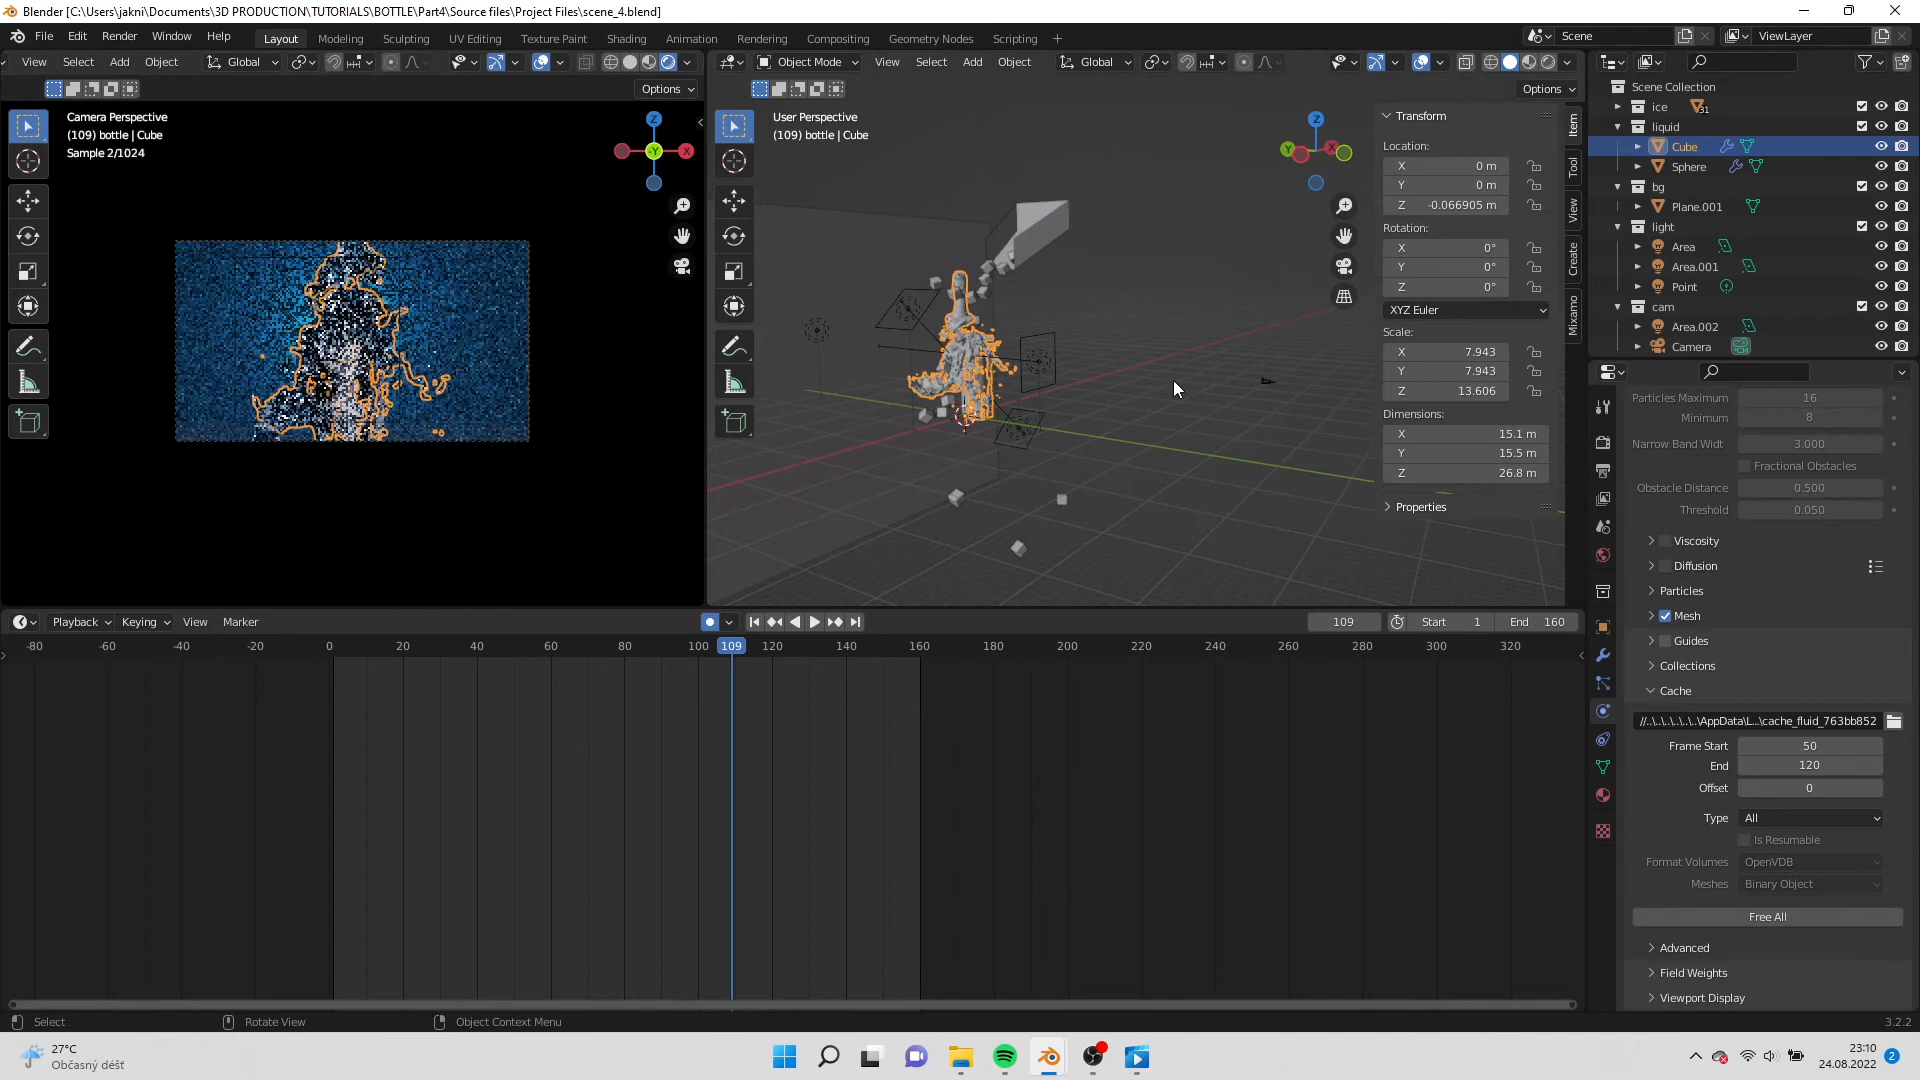 Blender [C:\Users\jakni\Documents\3D PRODUCTION\TUTORIALS\BOTTLE\Part4\Source files\Project Files\scene_4.blend]
File Edit Render Window Help Layout Modeling Sculpting UV Editing Texture Paint Shading Animation Rendering Compositing Geometry Nodes Scripting + Scene ViewLayer
View Select Add Object Global Object Mode View Select Add Object Global
Options Options
Camera Perspective
(109) bottle | Cube
Sample 2/1024
Z
-Y
X
User Perspective
(109) bottle | Cube
Z
Y
X
Transform
Location:
X 0 m
Y 0 m
Z -0.066905 m
Rotation:
X 0°
Y 0°
Z 0°
XYZ Euler
Scale:
X 7.943
Y 7.943
Z 13.606
Dimensions:
X 15.1 m
Y 15.5 m
Z 26.8 m
Properties
Item
Tool
View
Create
Mixamo
Scene Collection
ice 31
liquid
Cube
Sphere
bg
Plane.001
light
Area
Area.001
Point
cam
Area.002
Camera
Particles Maximum 16
Minimum 8
Narrow Band Widt 3.000
Fractional Obstacles
Obstacle Distance 0.500
Threshold 0.050
Viscosity
Diffusion
Particles
Mesh
Guides
Collections
Cache
//..\..\..\..\..\..\AppData\L...\cache_fluid_763bb852
Frame Start 50
End 120
Offset 0
Type All
Is Resumable
Format Volumes OpenVDB
Meshes Binary Object
Free All
Advanced
Field Weights
Viewport Display
Playback Keying View Marker 109 Start 1 End 160
-80 -60 -40 -20 0 20 40 60 80 100 109 120 140 160 180 200 220 240 260 280 300 320
Select Rotate View Object Context Menu 3.2.2
27°C
Občasný déšť
23:10
24.08.2022
2